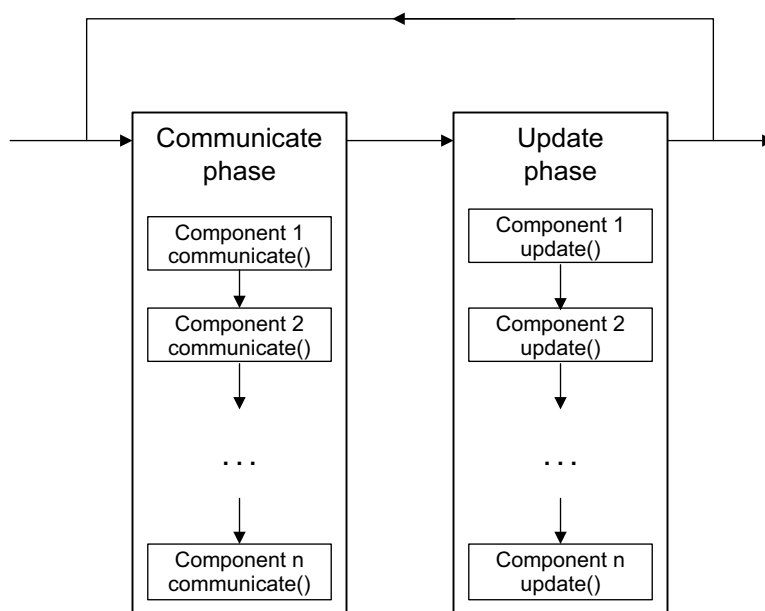 Communicate
phase
Component 1
communicate()
Component 2
communicate()
...
Component n
communicate()
Update
phase
Component 1
update()
Component 2
update()
...
Component n
update()